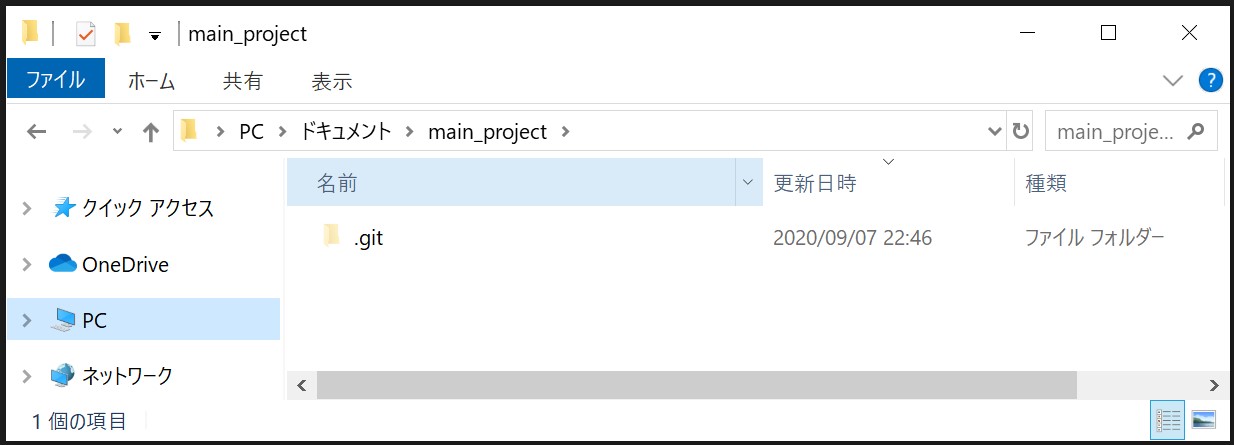 main_project
ファイル ホーム 共有 表示
PC ドキュメント main_project main_proje...
名前 更新日時 種類
クイック アクセス
.git 2020/09/07 22:46 ファイル フォルダー
OneDrive
PC
ネットワーク
1 個の項目